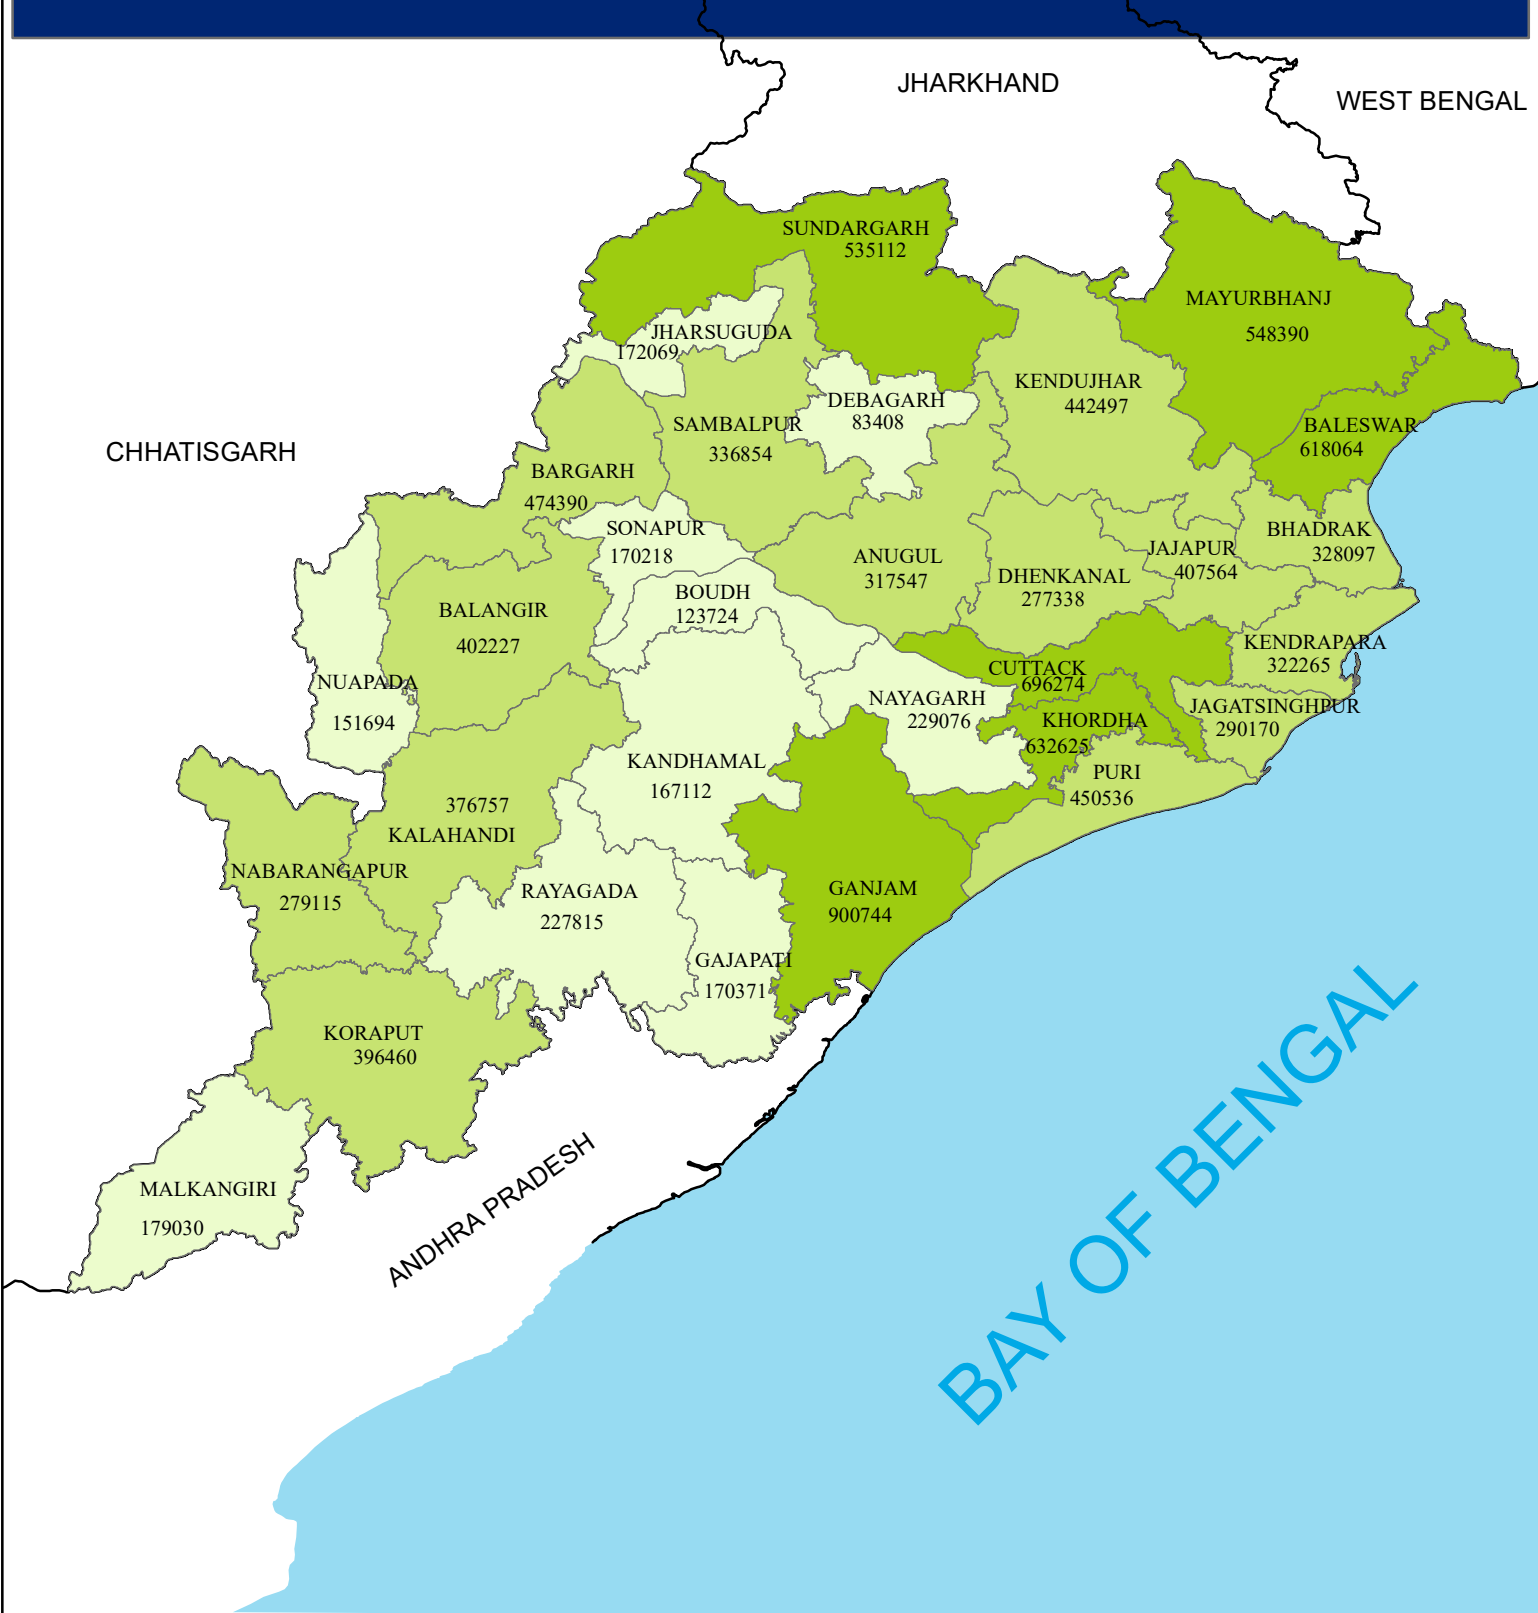 JHARKHAND
WEST BENGAL
SUNDARGARH
535112
MAYURBHANJ
548390
JHARSUGUDA
172069
KENDUJHAR
442497
DEBAGARH
83408
SAMBALPUR
336854
BALESWAR
618064
CHHATISGARH
BARGARH
474390
SONAPUR
170218
BHADRAK
328097
JAJAPUR
407564
ANUGUL
317547
DHENKANAL
277338
BOUDH
123724
BALANGIR
402227
KENDRAPARA
322265
CUTTACK
696274
NUAPADA
151694
NAYAGARH
229076
JAGATSINGHPUR
290170
KHORDHA
632625
KANDHAMAL
167112
PURI
450536
376757
KALAHANDI
NABARANGAPUR
279115
RAYAGADA
227815
GANJAM
900744
GAJAPATI
170371
KORAPUT
396460
MALKANGIRI
179030
ANDHRA PRADESH
BAY OF BENGAL